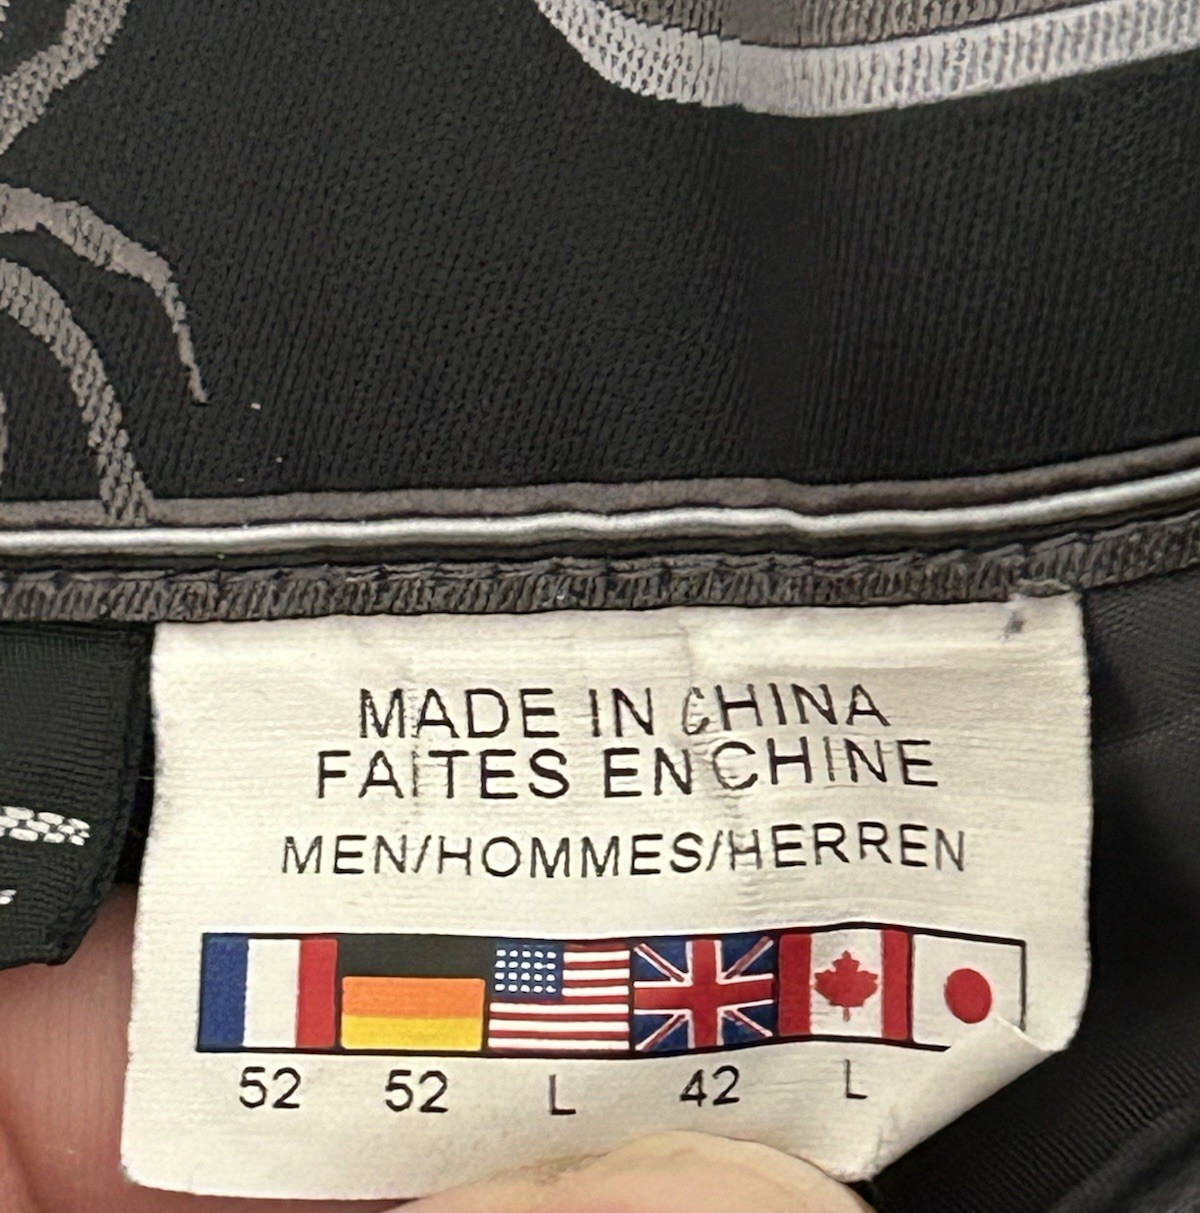 MADE IN CHINA
FAITES EN CHINE
MEN/HOMMES/HERREN
52 52 L 42 L